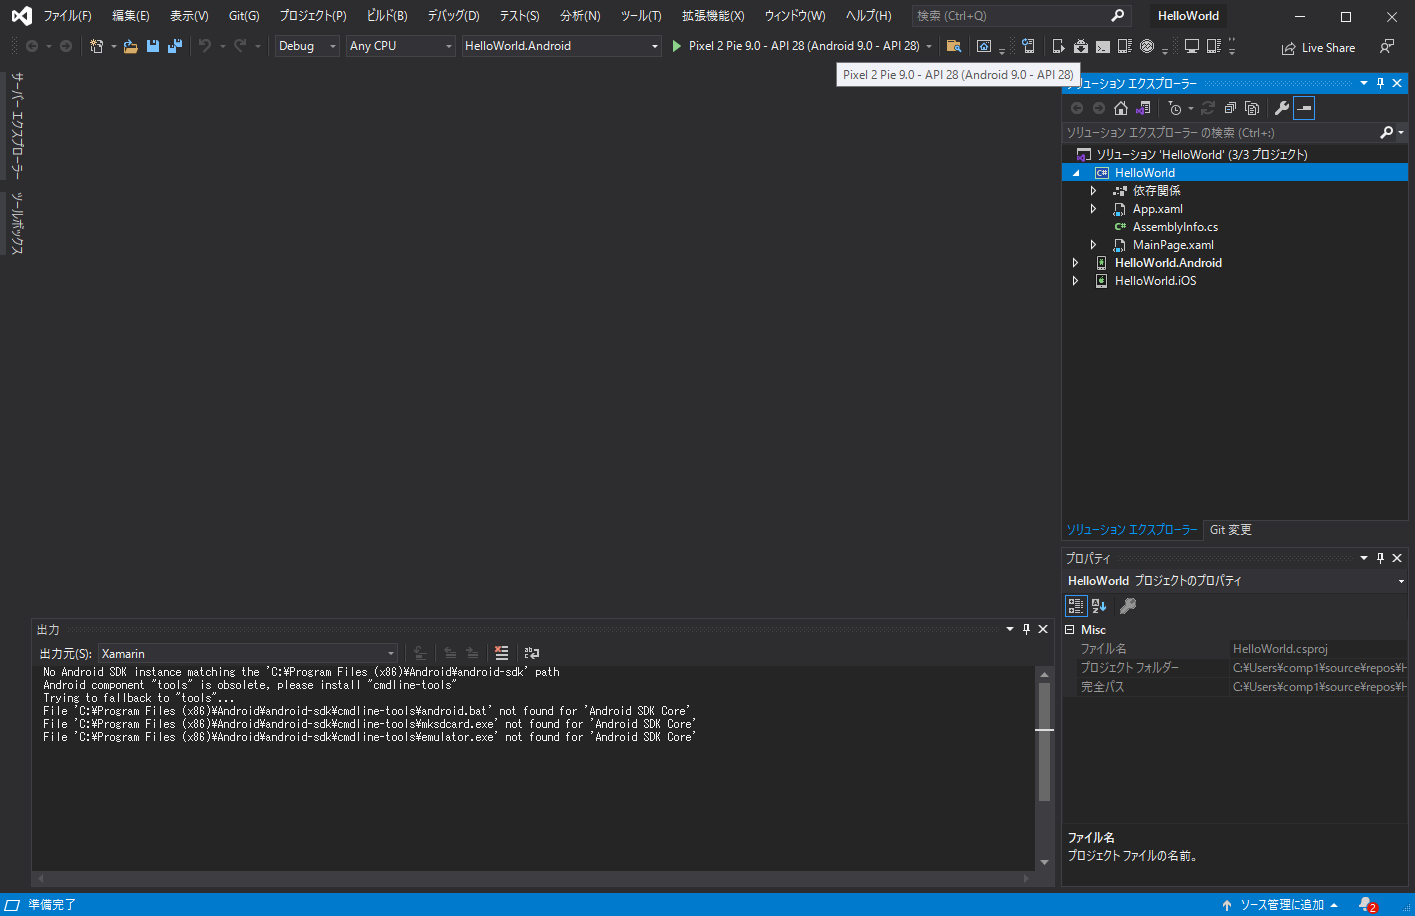 ファイル(F) 編集(E) 表示(V) Git(G) プロジェクト(P) ビルド(B) デバッグ(D) テスト(S) 分析(N) ツール(T) 拡張機能(X) ウィンドウ(W) ヘルプ(H) 検索 (Ctrl+Q) HelloWorld
Debug Any CPU HelloWorld.Android Pixel 2 Pie 9.0 - API 28 (Android 9.0 - API 28) Live Share
Pixel 2 Pie 9.0 - API 28 (Android 9.0 - API 28)
サーバー エクスプローラー
ツールボックス
ソリューション エクスプローラー
ソリューション エクスプローラー の検索 (Ctrl+:)
ソリューション 'HelloWorld' (3/3 プロジェクト)
C# HelloWorld
依存関係
App.xaml
C# AssemblyInfo.cs
MainPage.xaml
HelloWorld.Android
HelloWorld.iOS
ソリューション エクスプローラー Git 変更
プロパティ
HelloWorld プロジェクトのプロパティ
Misc
ファイル名 HelloWorld.csproj
プロジェクト フォルダー C:¥Users¥comp1¥source¥repos¥H
完全パス C:¥Users¥comp1¥source¥repos¥H
ファイル名
プロジェクト ファイルの名前。
出力
出力元(S): Xamarin
No Android SDK instance matching the 'C:¥Program Files (x86)¥Android¥android-sdk' path
Android component "tools" is obsolete, please install "cmdline-tools"
Trying to fallback to "tools"...
File 'C:¥Program Files (x86)¥Android¥android-sdk¥cmdline-tools¥android.bat' not found for 'Android SDK Core'
File 'C:¥Program Files (x86)¥Android¥android-sdk¥cmdline-tools¥mksdcard.exe' not found for 'Android SDK Core'
File 'C:¥Program Files (x86)¥Android¥android-sdk¥cmdline-tools¥emulator.exe' not found for 'Android SDK Core'
準備完了 ソース管理に追加 2